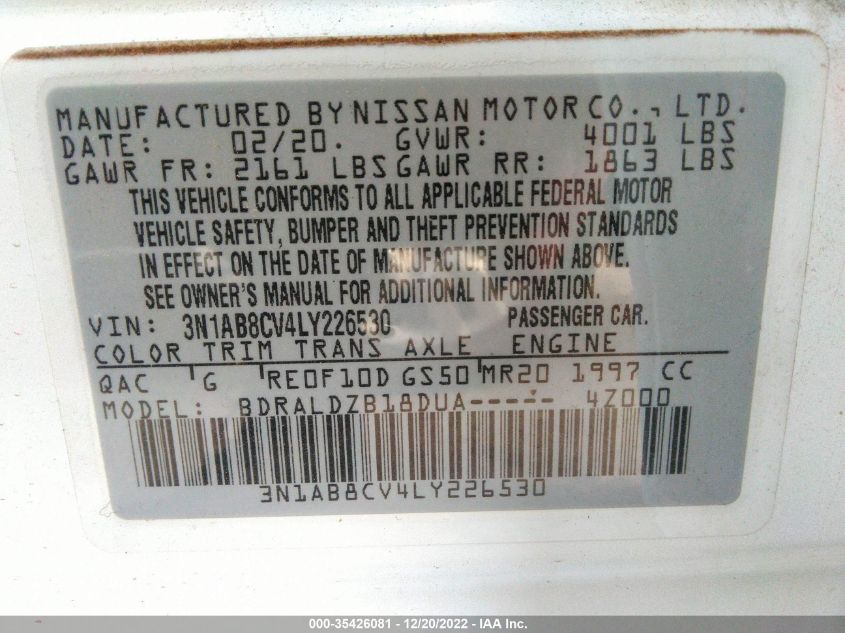 MANUFACTURED BY NISSAN MOTOR CO., LTD.
DATE: 02/20. GVWR: 4001 LBS
GAWR FR: 2161 LBS GAWR RR: 1863 LBS
THIS VEHICLE CONFORMS TO ALL APPLICABLE FEDERAL MOTOR
VEHICLE SAFETY, BUMPER AND THEFT PREVENTION STANDARDS
IN EFFECT ON THE DATE OF MANUFACTURE SHOWN ABOVE.
SEE OWNER'S MANUAL FOR ADDITIONAL INFORMATION.
VIN: 3N1AB8CV4LY226530 PASSENGER CAR.
COLOR TRIM TRANS AXLE ENGINE
QAC G RE0F10D GS50 MR20 1997 CC
MODEL: BDRALDZB18DUA----- 4Z000
3N1AB8CV4LY226530
000-35426081 - 12/20/2022 - IAA Inc.